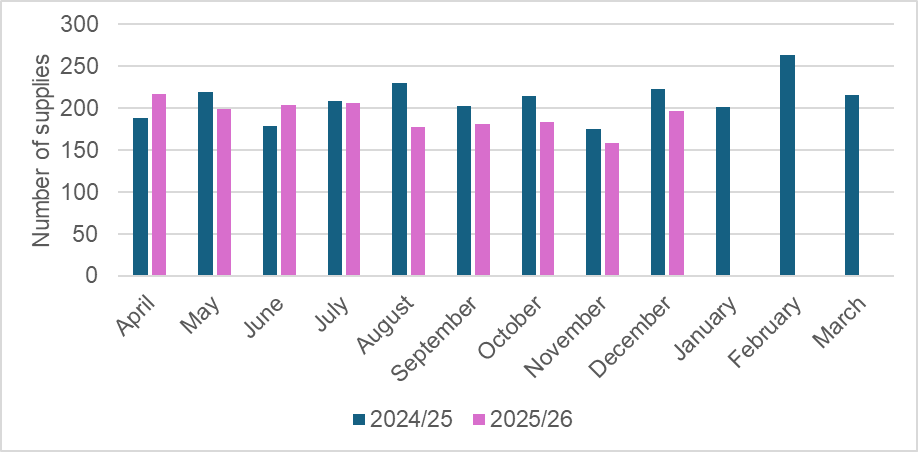 Number of supplies
300
250
200
150
100
50
0
April
May
June
July
August
September
October
November
December
January
February
March
2024/25
2025/26